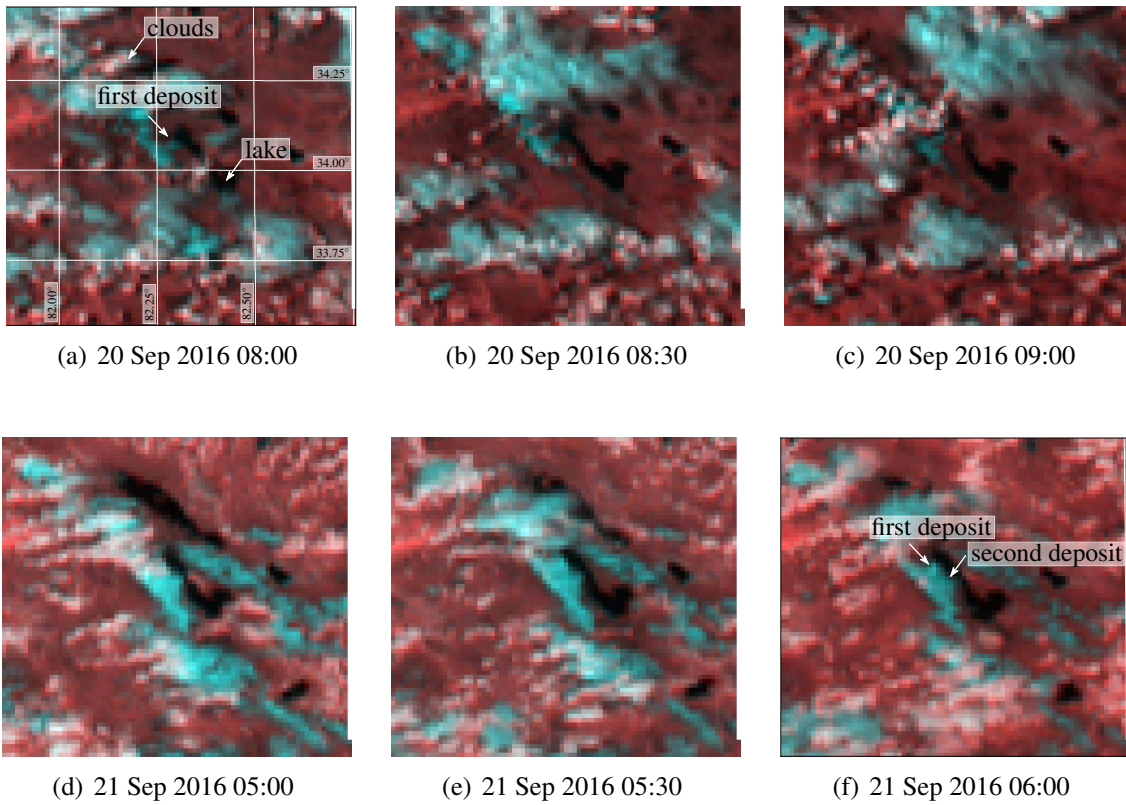 clouds
34.25°
first deposit
lake
34.00°
33.75°
82.00°
82.25°
82.50°
(a) 20 Sep 2016 08:00
(b) 20 Sep 2016 08:30
(c) 20 Sep 2016 09:00
first deposit
second deposit
(d) 21 Sep 2016 05:00
(e) 21 Sep 2016 05:30
(f) 21 Sep 2016 06:00